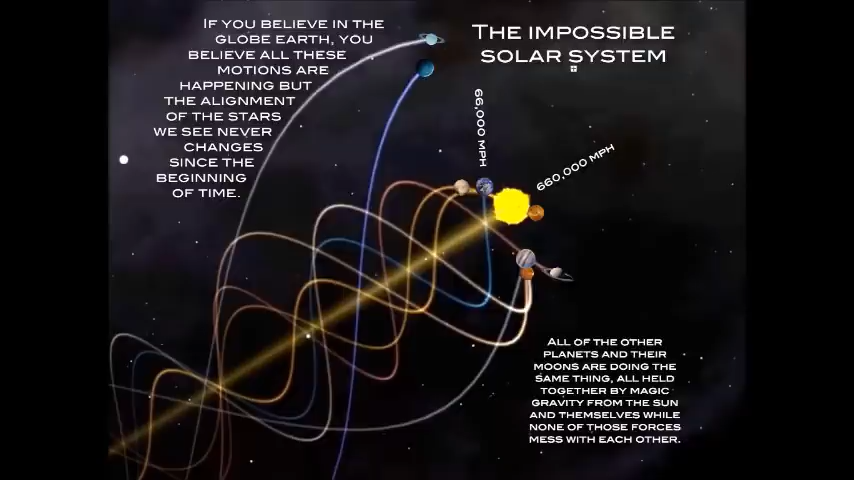 If you believe in the
globe Earth, you
believe all these
motions are
happening but
the alignment
of the stars
we see never
changes
since the
beginning
of time.
The impossible
solar system
66,000 mph
660,000 mph
All of the other
planets and their
moons are doing the
same thing, all held
together by magic
gravity from the sun
and themselves while
none of those forces
mess with each other.